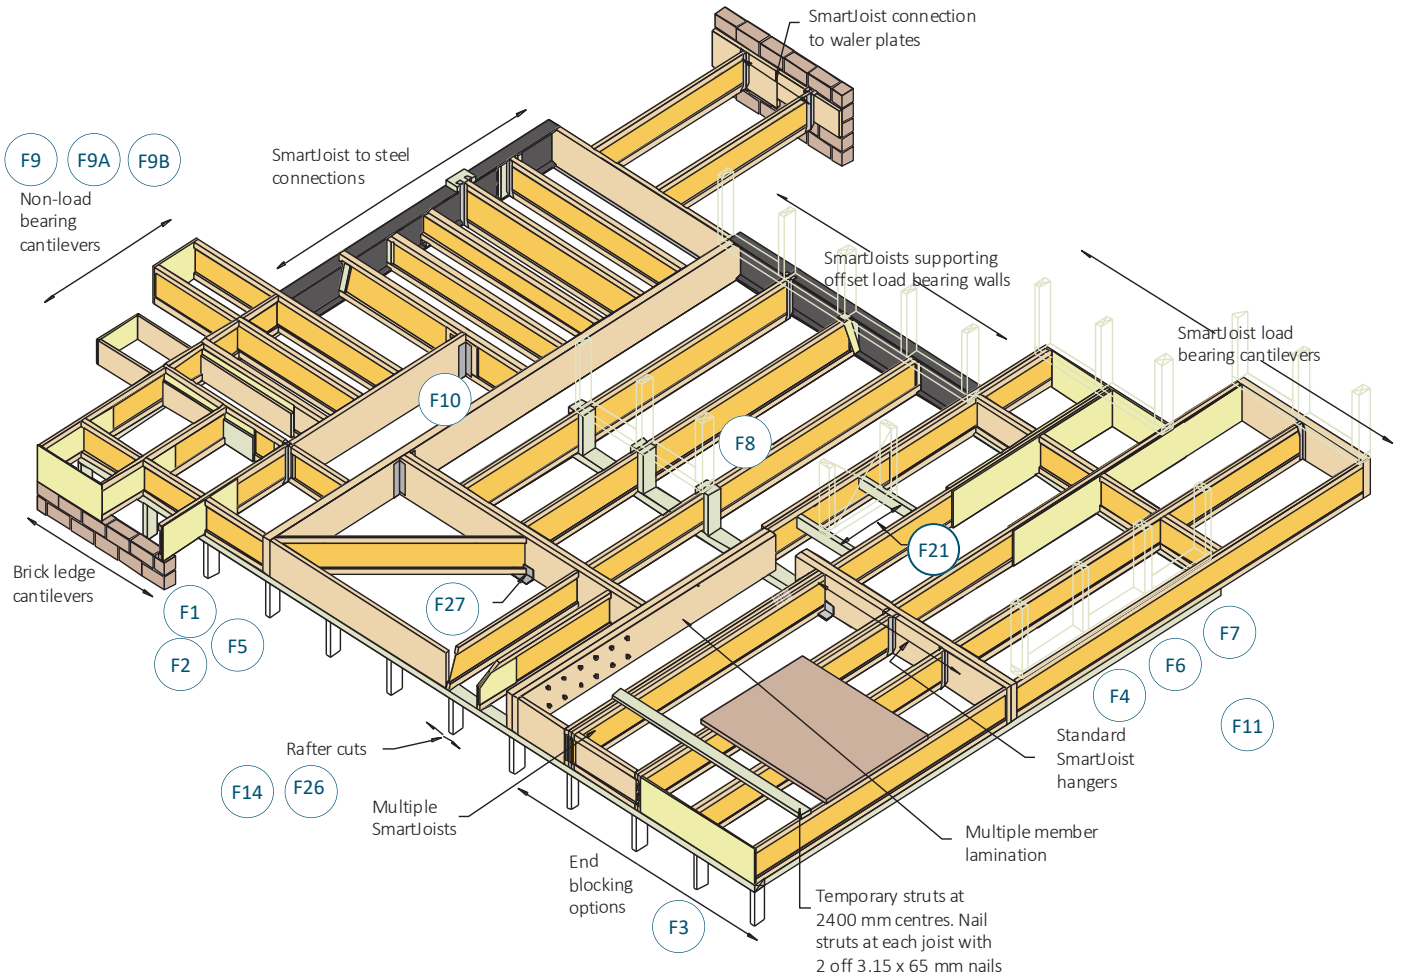 SmartJoist connection
to waler plates
F9
F9A
F9B
Non-load
bearing
cantilevers
SmartJoist to steel
connections
SmartJoists supporting
offset load bearing walls
SmartJoist load
bearing cantilevers
F10
F8
F21
F27
Brick ledge
cantilevers
F1
F5
F2
F7
F6
F4
F11
Rafter cuts
F14
F26
Multiple
SmartJoists
Standard
SmartJoist
hangers
Multiple member
lamination
End
blocking
options
F3
Temporary struts at
2400 mm centres. Nail
struts at each joist with
2 off 3.15 x 65 mm nails